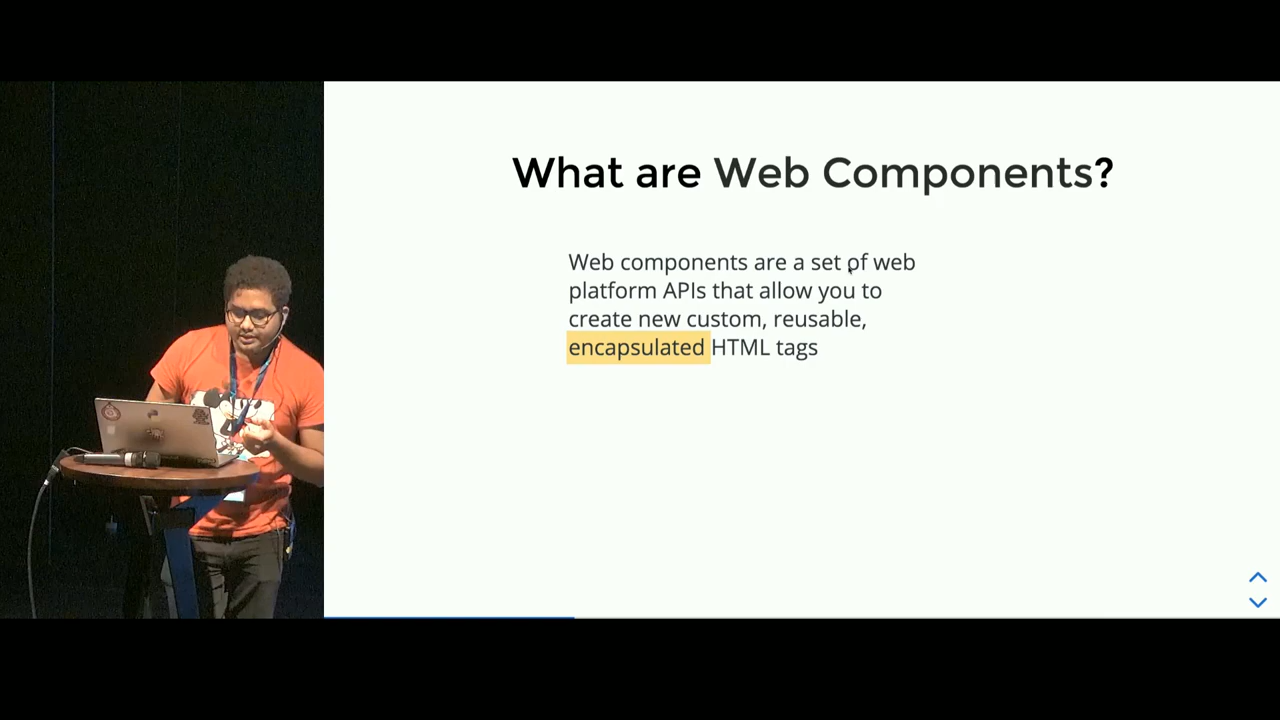 What are Web Components?
Web components are a set of web
platform APIs that allow you to
create new custom, reusable,
encapsulated HTML tags